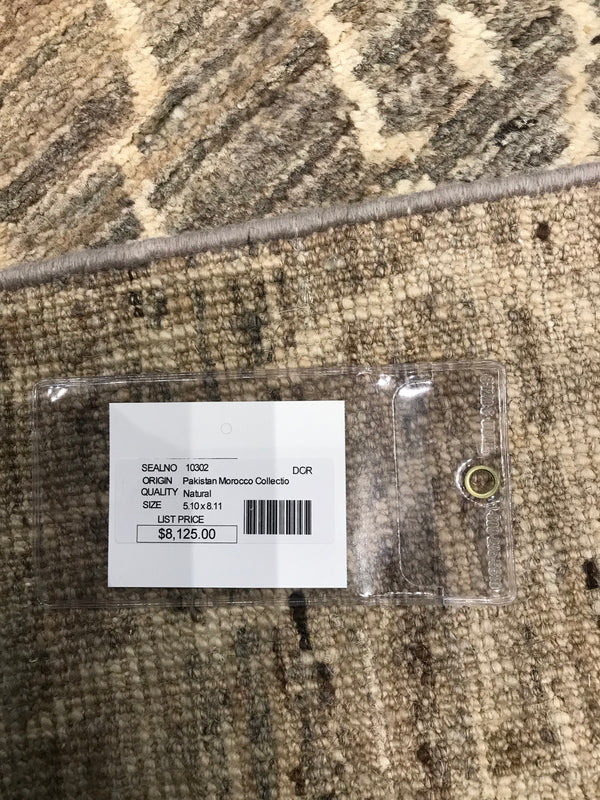 SEALNO 10302
DCR
ORIGIN Pakistan Morocco Collectio
QUALITY Natural
SIZE 5.10 x 8.11
LIST PRICE
$8,125.00